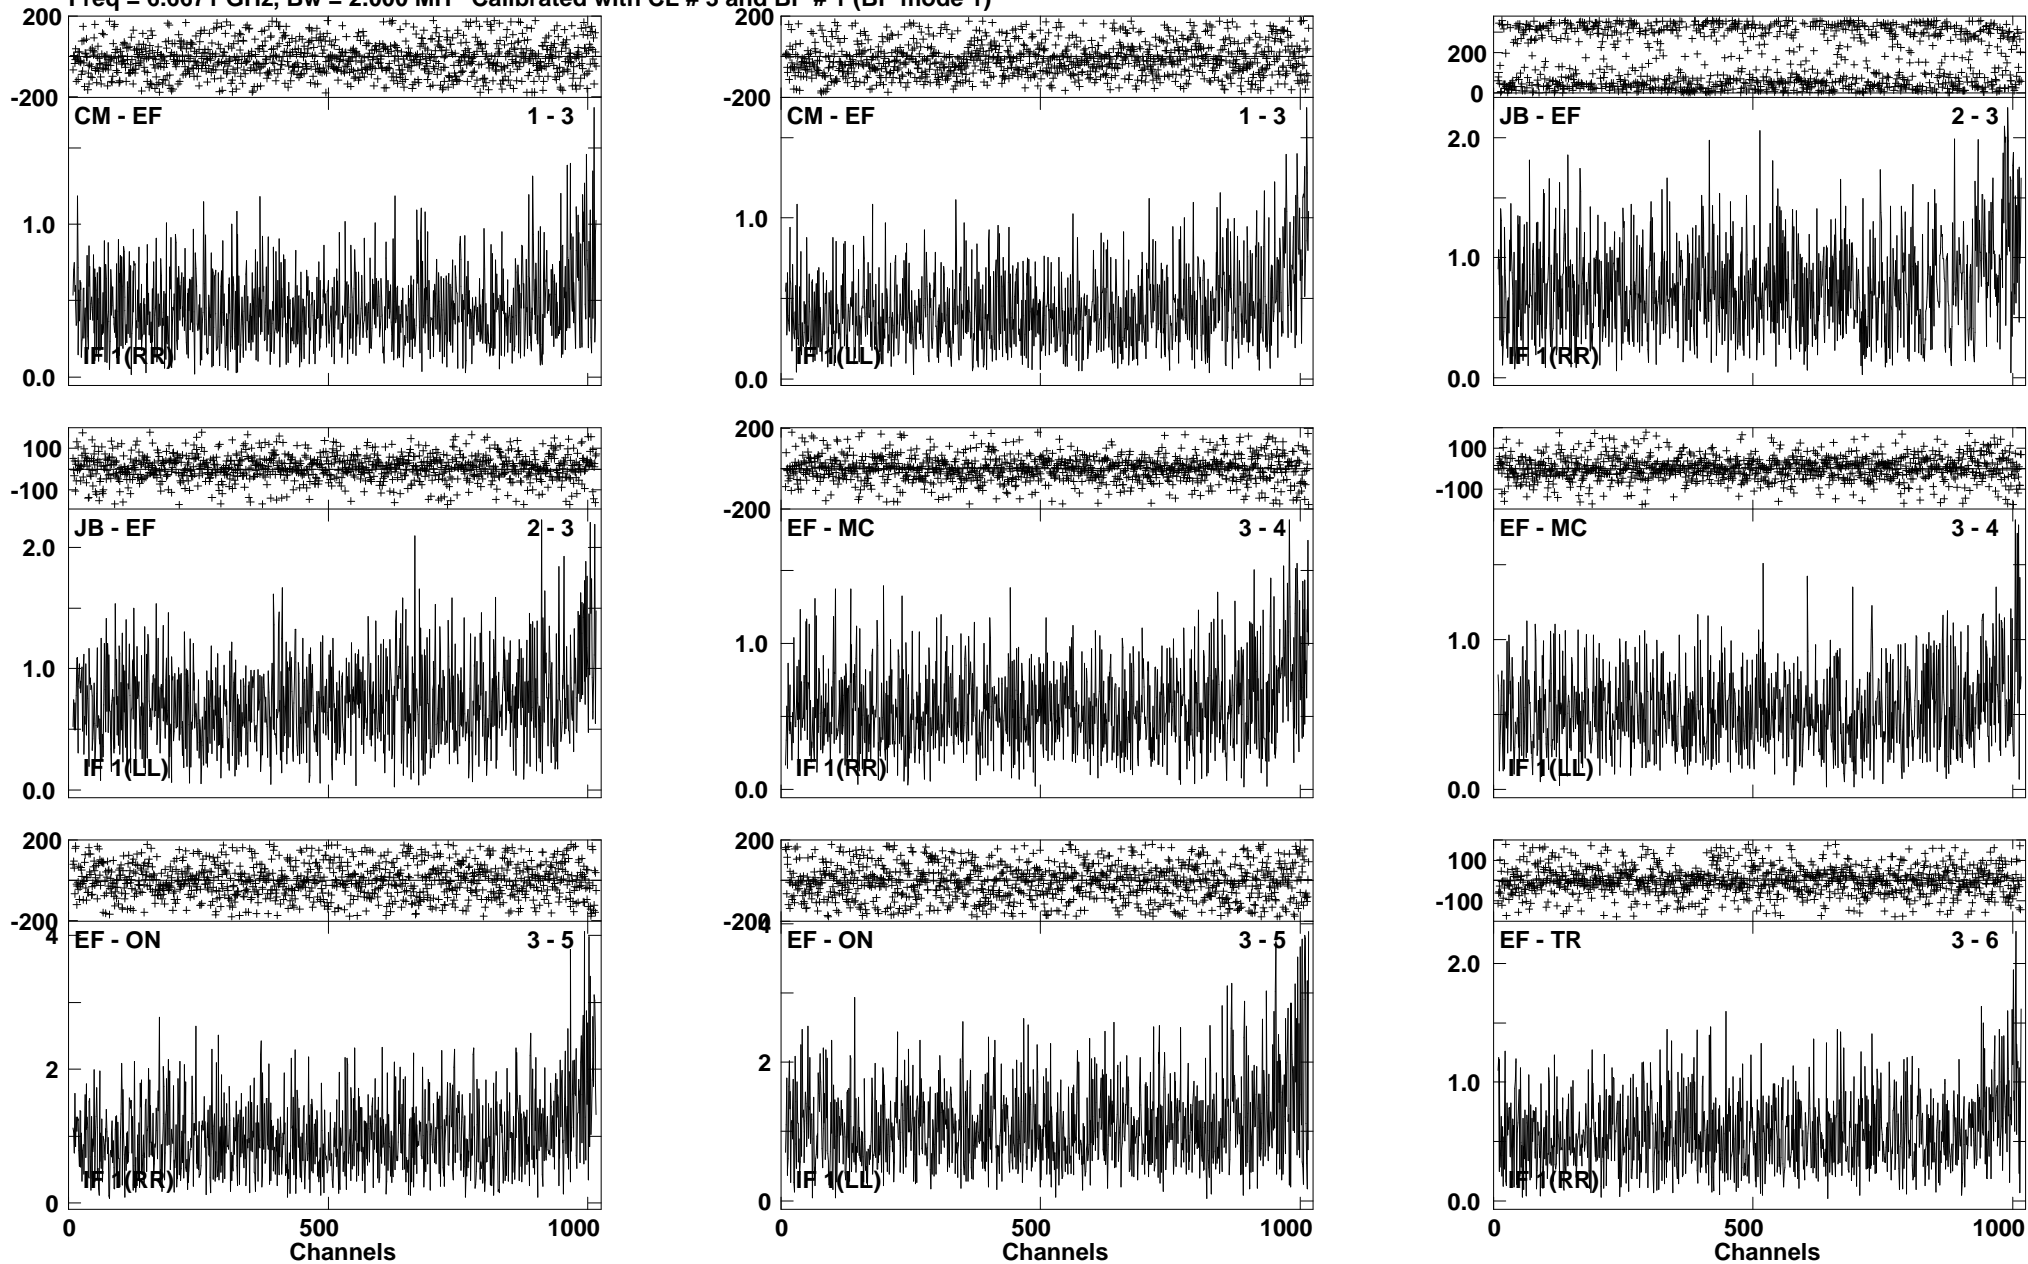 Freq = 6.6671 GHz, Bw = 2.000 MH Calibrated with CL # 3 and BP # 1 (BP mode 1)
200
-200
CM - EF 1 - 3
1.0
IF 1(RR)
0.0
200
-200
CM - EF 1 - 3
1.0
IF 1(LL)
0.0
200
0
JB - EF 2 - 3
2.0
1.0
IF 1(RR)
0.0
100
-100
JB - EF 2 - 3
2.0
1.0
IF 1(LL)
0.0
200
-200
EF - MC 3 - 4
1.0
IF 1(RR)
0.0
100
-100
EF - MC 3 - 4
1.0
IF 1(LL)
0.0
200
-200
4
EF - ON 3 - 5
2
IF 1(RR)
0
0 500 1000
Channels
200
-200
4
EF - ON 3 - 5
2
IF 1(LL)
0
0 500 1000
Channels
100
-100
EF - TR 3 - 6
2.0
1.0
IF 1(RR)
0.0
0 500 1000
Channels